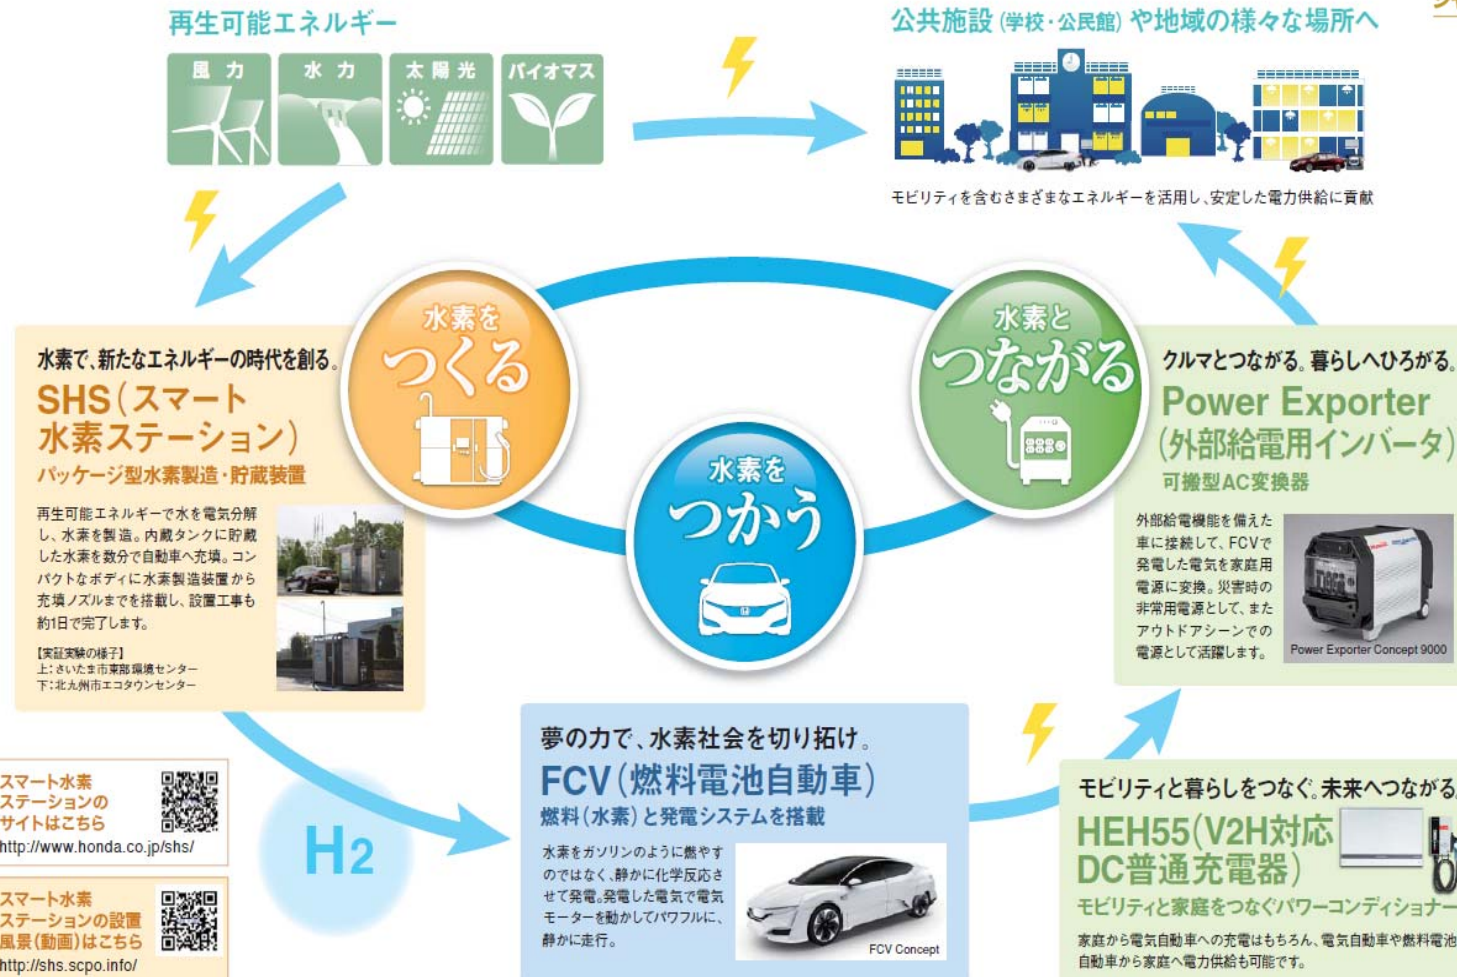 再生可能エネルギー
風力
水力
太陽光
バイオマス
公共施設(学校・公民館)や地域の様々な場所へ
モビリティを含むさまざまなエネルギーを活用し、安定した電力供給に貢献
水素を
つくる
水素と
つながる
水素を
つかう
水素で、新たなエネルギーの時代を創る。
SHS(スマート
水素ステーション)
パッケージ型水素製造・貯蔵装置
再生可能エネルギーで水を電気分解
し、水素を製造。内蔵タンクに貯蔵
した水素を数分で自動車へ充填。コン
パクトなボディに水素製造装置から
充填ノズルまでを搭載し、設置工事も
約1日で完了します。
【実証実験の様子】
上:さいたま市東部環境センター
下:北九州市エコタウンセンター
クルマとつながる。暮らしへひろがる。
Power Exporter
(外部給電用インバータ)
可搬型AC変換器
外部給電機能を備えた
車に接続して、FCVで
発電した電気を家庭用
電源に変換。災害時の
非常用電源として、また
アウトドアシーンでの
電源として活躍します。
Power Exporter Concept 9000
スマート水素
ステーションの
サイトはこちら
http://www.honda.co.jp/shs/
スマート水素
ステーションの設置
風景(動画)はこちら
http://shs.scpo.info/
H2
夢の力で、水素社会を切り拓け。
FCV(燃料電池自動車)
燃料(水素)と発電システムを搭載
水素をガソリンのように燃やす
のではなく、静かに化学反応さ
せて発電。発電した電気で電気
モーターを動かしてパワフルに、
静かに走行。
FCV Concept
モビリティと暮らしをつなぐ。未来へつながる。
HEH55(V2H対応
DC普通充電器)
モビリティと家庭をつなぐパワーコンディショナー
家庭から電気自動車への充電はもちろん、電気自動車や燃料電池
自動車から家庭へ電力供給も可能です。